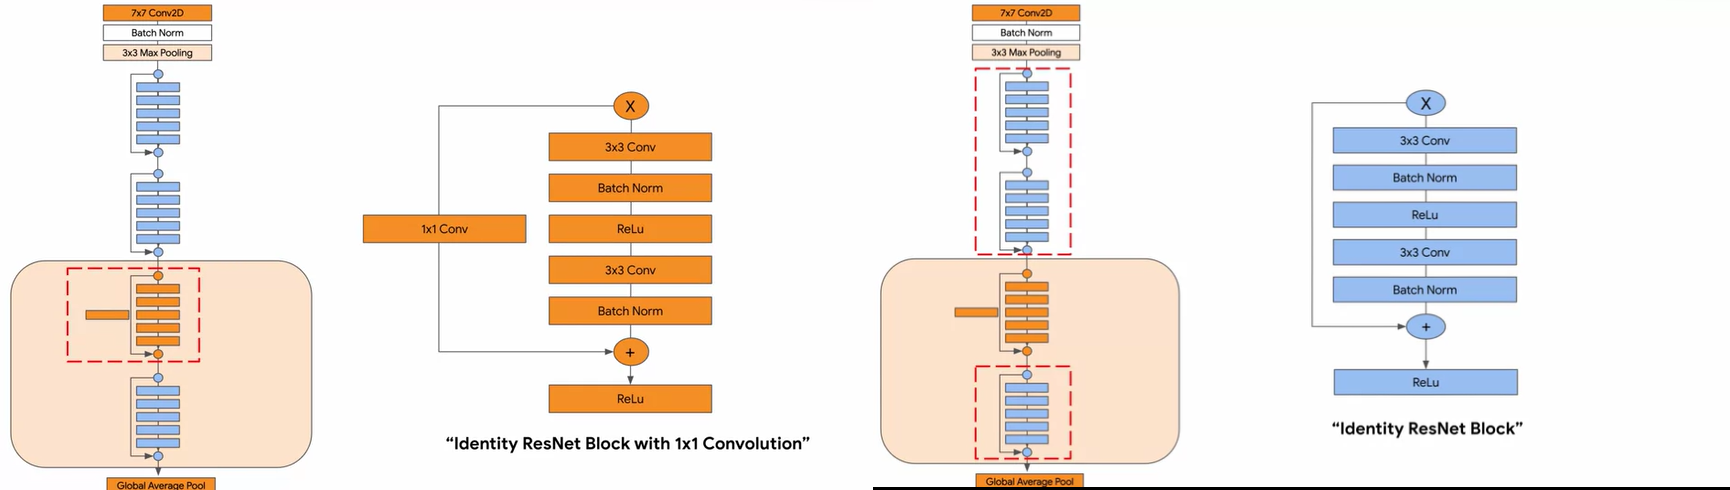 7x7 Conv2D
Batch Norm
3x3 Max Pooling
Global Average Pool
X
3x3 Conv
Batch Norm
1x1 Conv
ReLu
3x3 Conv
Batch Norm
+
ReLu
“Identity ResNet Block with 1x1 Convolution”
7x7 Conv2D
Batch Norm
3x3 Max Pooling
Global Average Pool
X
3x3 Conv
Batch Norm
ReLu
3x3 Conv
Batch Norm
+
ReLu
“Identity ResNet Block”